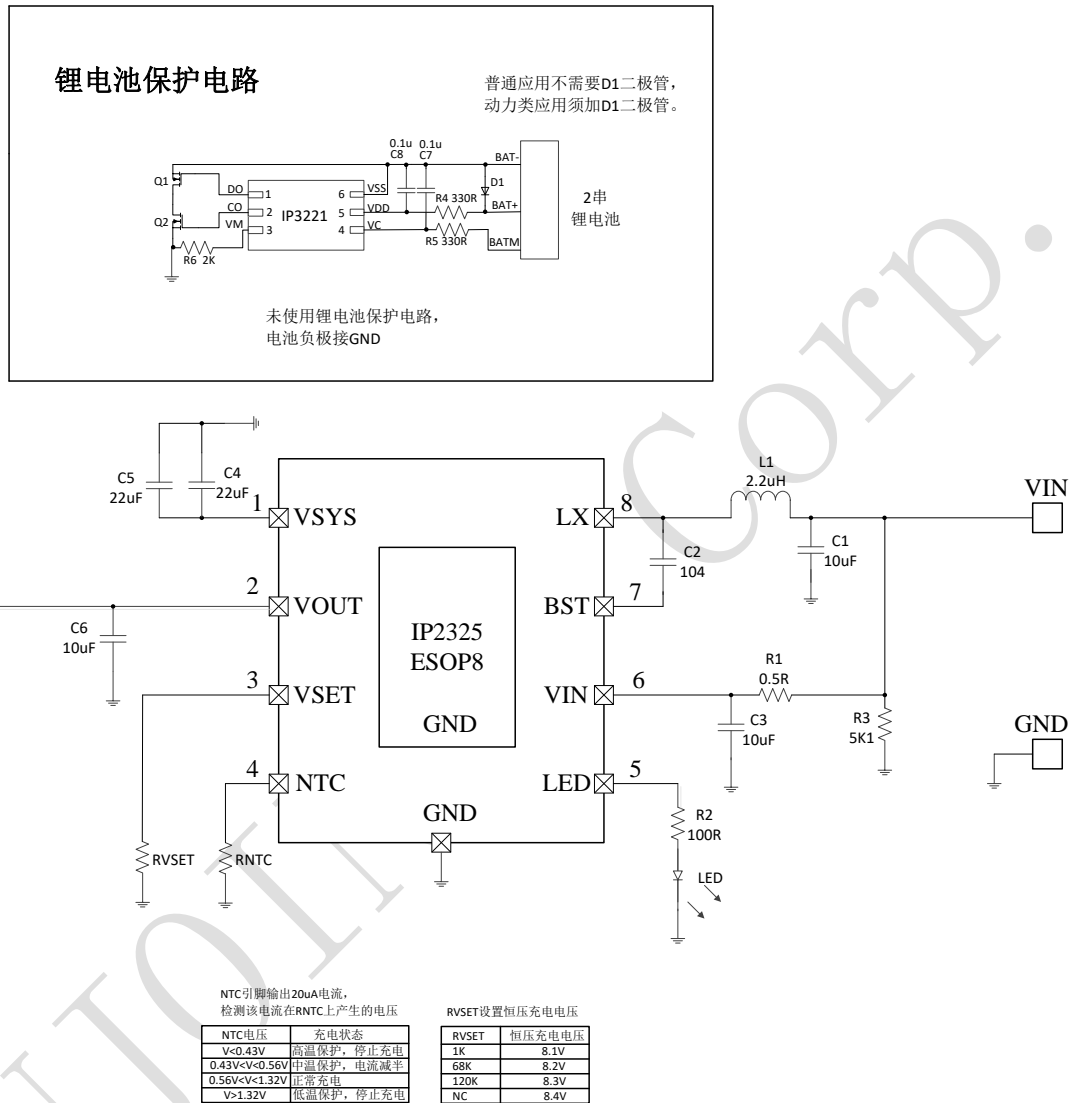 锂电池保护电路
普通应用不需要D1二极管，
动力类应用须加D1二极管。
0.1u 0.1u
C8 C7
BAT-
Q1
DO 1
6 VSS
D1
R4 330R
BAT+
2串
锂电池
CO 2
IP3221
5 VDD
Q2
VM 3
4 VC
R5 330R
BATM
R6 2K
未使用锂电池保护电路，
电池负极接GND
Corp.
C5
22uF
C4
22uF
1
VSYS
LX
8
L1
2.2uH
VIN
C1
10uF
C2
104
2
VOUT
BST
7
C6
10uF
IP2325
ESOP8
3
VSET
VIN
6
R1
0.5R
GND
C3
10uF
R3
5K1
GND
4
NTC
LED
5
GND
R2
100R
RVSET
RNTC
LED
NTC引脚输出20uA电流，
检测该电流在RNTC上产生的电压
NTC电压 充电状态
V<0.43V 高温保护，停止充电
0.43V<V<0.56V 中温保护，电流减半
0.56V<V<1.32V 正常充电
V>1.32V 低温保护，停止充电
RVSET设置恒压充电电压
RVSET 恒压充电电压
1K 8.1V
68K 8.2V
120K 8.3V
NC 8.4V